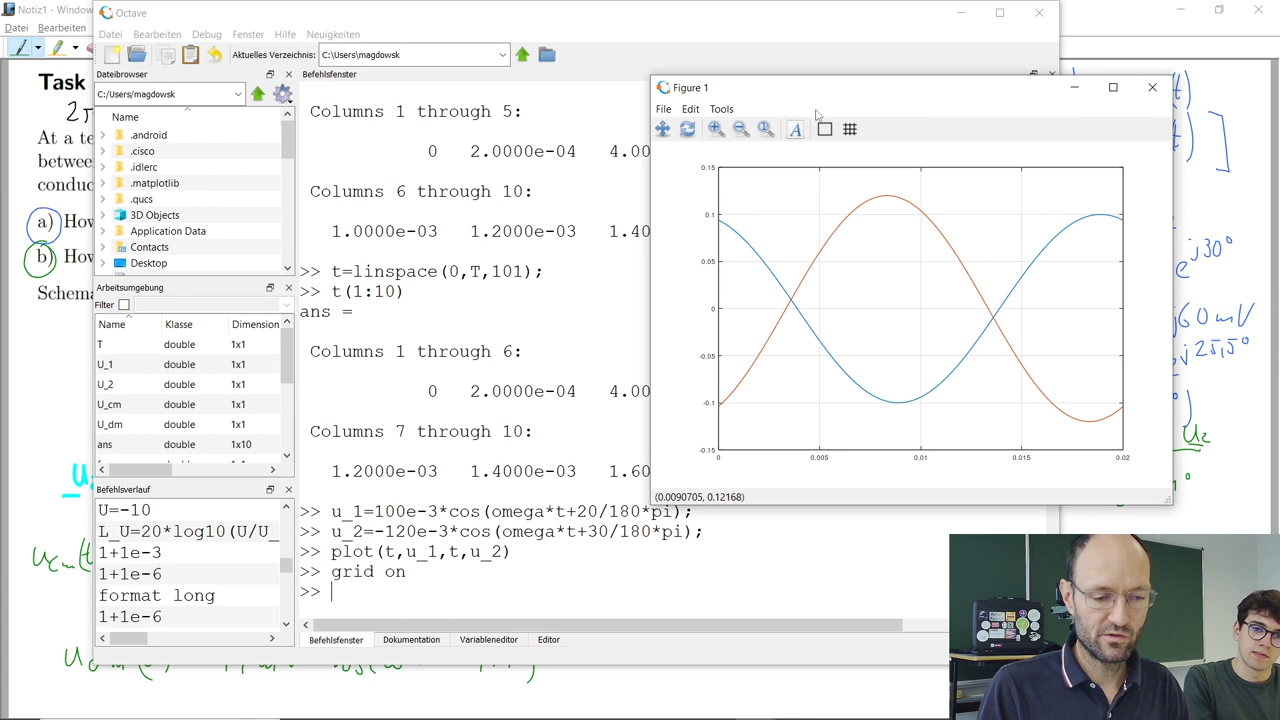 Notiz1 - Window
Datei Bearbeiten
Task
2π
At a te
betwee
conduc
a) How
b) How
Schema
u
u_cm(t
Octave
Datei Bearbeiten Debug Fenster Hilfe Neuigkeiten
Aktuelles Verzeichnis: C:\Users\magdowsk
Dateibrowser
C:/Users/magdowsk
Name
.android
.cisco
.idlerc
.matplotlib
.qucs
3D Objects
Application Data
Contacts
Desktop
Arbeitsumgebung
Filter
Name Klasse Dimension
T double 1x1
U_1 double 1x1
U_2 double 1x1
U_cm double 1x1
U_dm double 1x1
ans double 1x10
Befehlsverlauf
U=-10
L_U=20*log10(U/U_
1+1e-3
1+1e-6
format long
1+1e-6
Befehlsfenster
Columns 1 through 5:
0 2.0000e-04 4.00
Columns 6 through 10:
1.0000e-03 1.2000e-03 1.40
>> t=linspace(0,T,101);
>> t(1:10)
ans =
Columns 1 through 6:
0 2.0000e-04 4.00
Columns 7 through 10:
1.2000e-03 1.4000e-03 1.60
>> u_1=100e-3*cos(omega*t+20/180*pi);
>> u_2=-120e-3*cos(omega*t+30/180*pi);
>> plot(t,u_1,t,u_2)
>> grid on
>>
Befehlsfenster Dokumentation Variableneditor Editor
Figure 1
File Edit Tools
A
0.15
0.1
0.05
0
-0.05
-0.1
-0.15
0 0.005 0.01 0.015 0.02
(0.0090705, 0.12168)
(t)
t)
e^j30°
j60mV
j25,5°
u_2